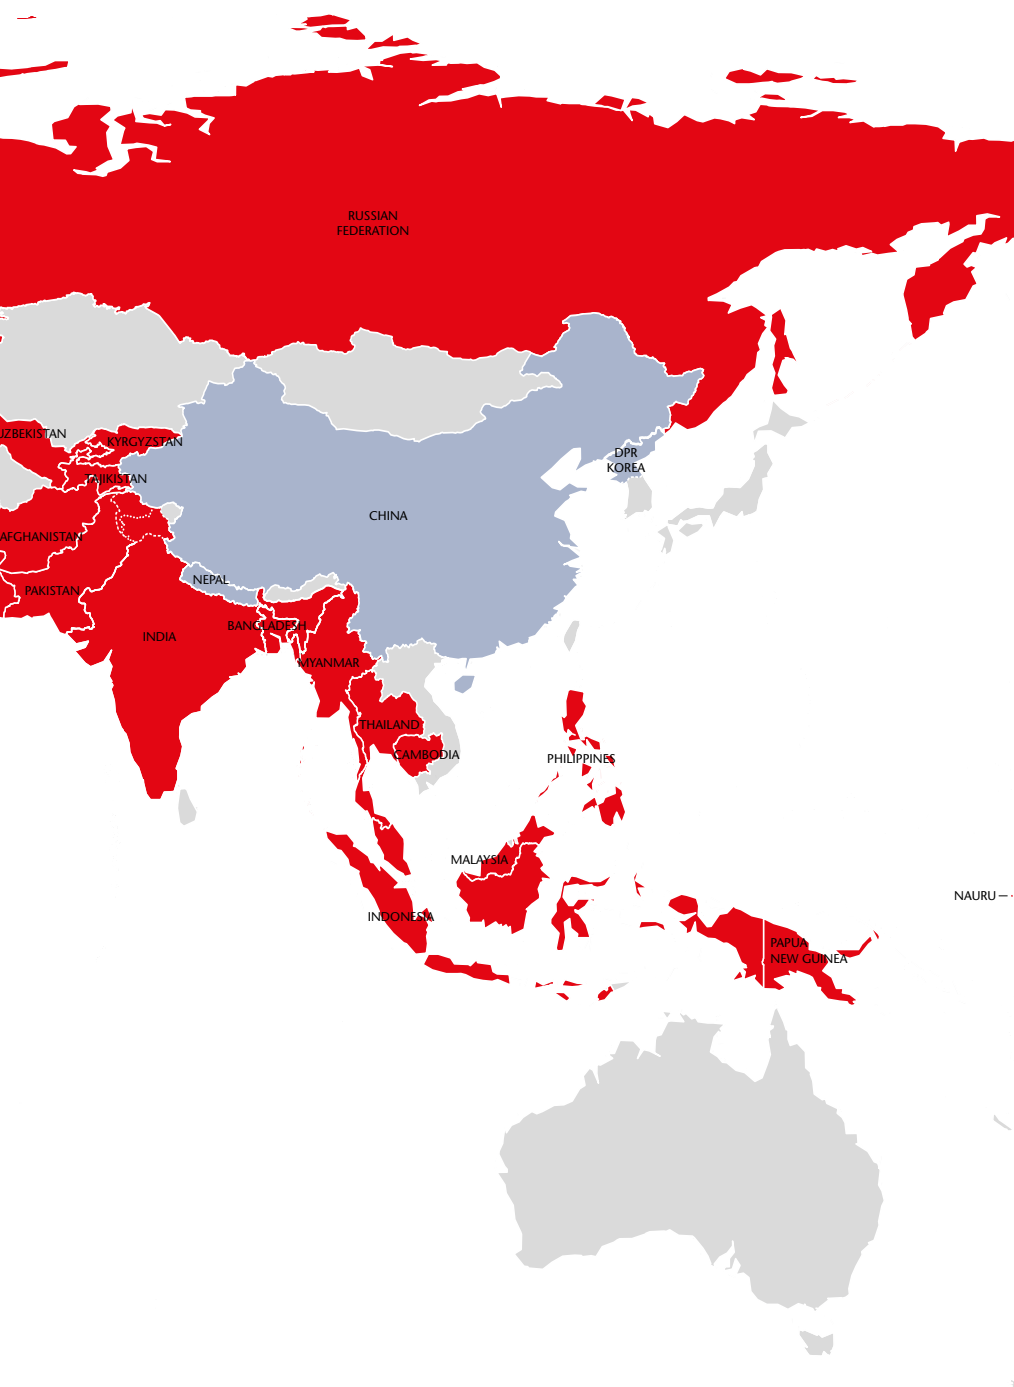 RUSSIAN
FEDERATION
UZBEKISTAN
KYRGYZSTAN
DPR
KOREA
TAJIKISTAN
CHINA
AFGHANISTAN
NEPAL
PAKISTAN
BANGLADESH
INDIA
MYANMAR
THAILAND
CAMBODIA
PHILIPPINES
MALAYSIA
NAURU
INDONESIA
PAPUA
NEW GUINEA